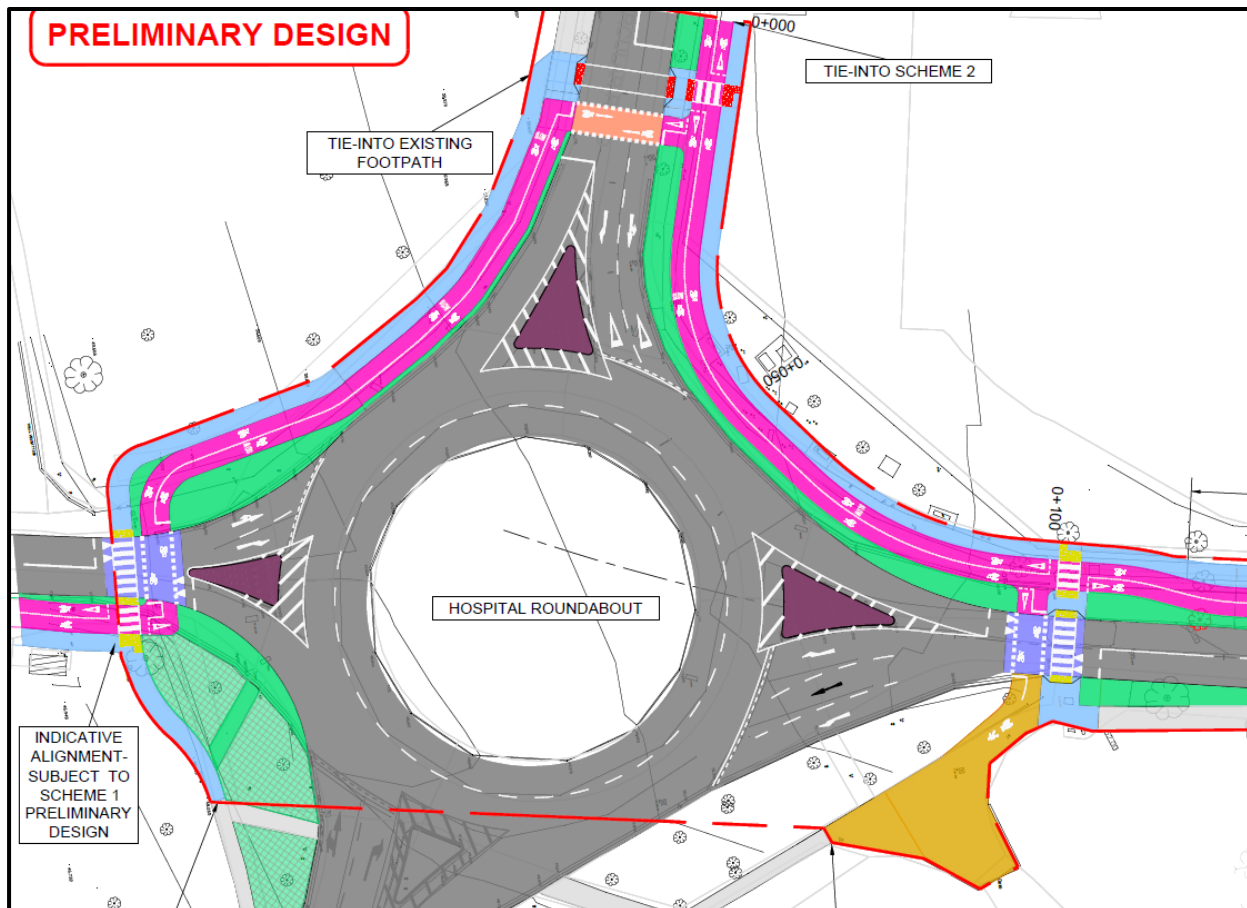 PRELIMINARY DESIGN
0+000
TIE-INTO SCHEME 2
TIE-INTO EXISTING
FOOTPATH
0+050
0+100
HOSPITAL ROUNDABOUT
INDICATIVE
ALIGNMENT-
SUBJECT TO
SCHEME 1
PRELIMINARY
DESIGN